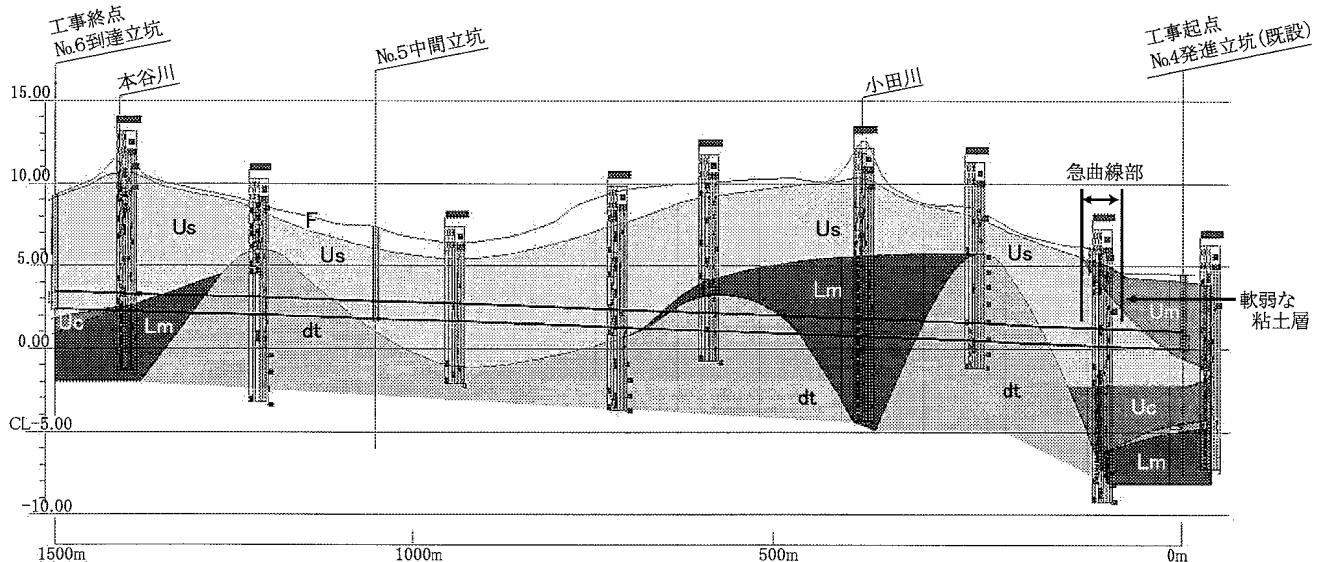 工事終点
No.6到達立坑
本谷川
No.5中間立坑
小田川
工事起点
No.4発進立坑(既設)
15.00
10.00
5.00
0.00
CL-5.00
-10.00
急曲線部
軟弱な
粘土層
Us
F
Us
Us
Us
Um
Uc
Lm
dt
Lm
dt
dt
Uc
Lm
1500m
1000m
500m
0m